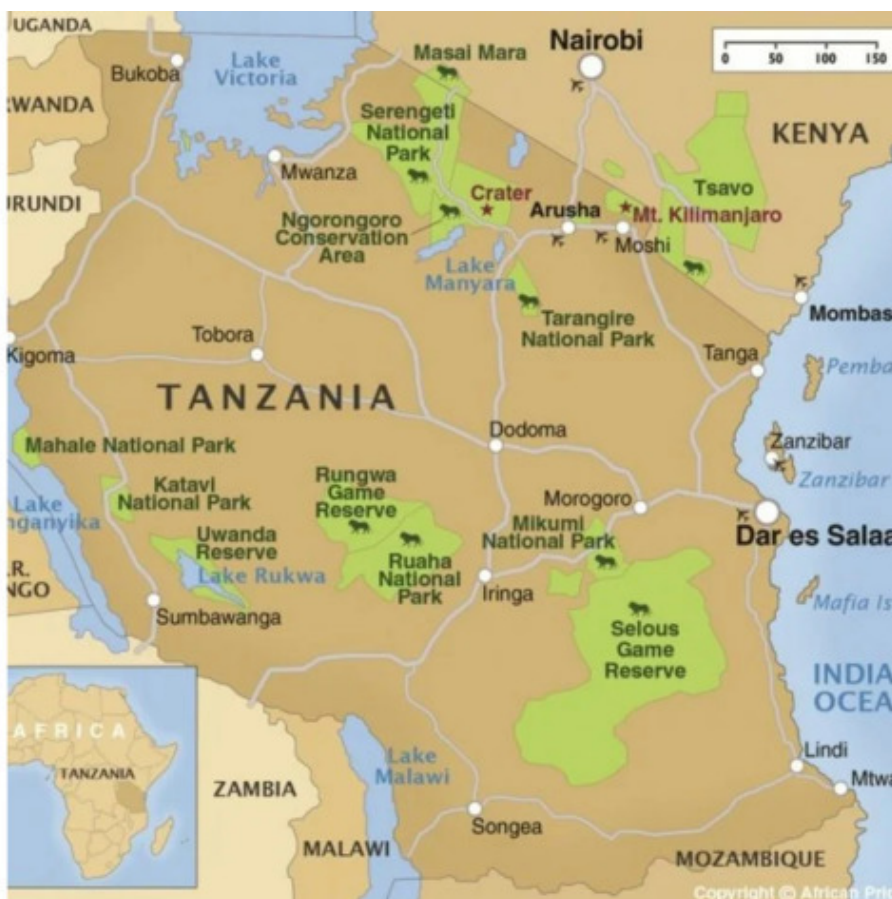 UGANDA
Bukoba
Lake
Victoria
Masai Mara
Nairobi
0 50 100 150
RWANDA
Serengeti
National
Park
KENYA
Mwanza
Tsavo
URUNDI
Crater
Arusha
Mt. Kilimanjaro
Ngorongoro
Conservation
Area
Moshi
Lake
Manyara
Mombas
Tarangire
National Park
Tobora
Kigoma
Tanga
Pemba
TANZANIA
Dodoma
Zanzibar
Mahale National Park
Zanzibar
Katavi
National Park
Rungwa
Game
Reserve
Morogoro
Lake
nganyika
Mikumi
National Park
Uwanda
Reserve
Dar es Salaa
Ruaha
National
Park
Lake Rukwa
.R.
NGO
Iringa
Sumbawanga
Mafia Is
Selous
Game
Reserve
INDIA
OCEA
AFRICA
TANZANIA
Lake
Malawi
Lindi
ZAMBIA
Mtwa
Songea
MALAWI
MOZAMBIQUE
Copyright © African Pric